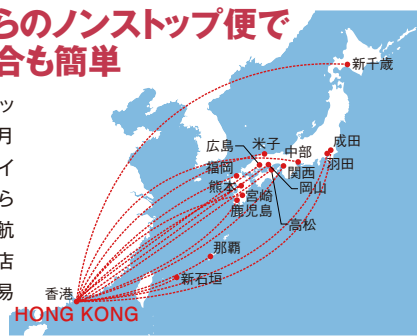 らのノンストップ便で
合も簡単
ッ
月
イ
ら
航
店
易
新千歳
成田
羽田
中部
米子
広島
関西
岡山
福岡
熊本
宮崎
鹿児島
高松
那覇
新石垣
香港
HONG KONG